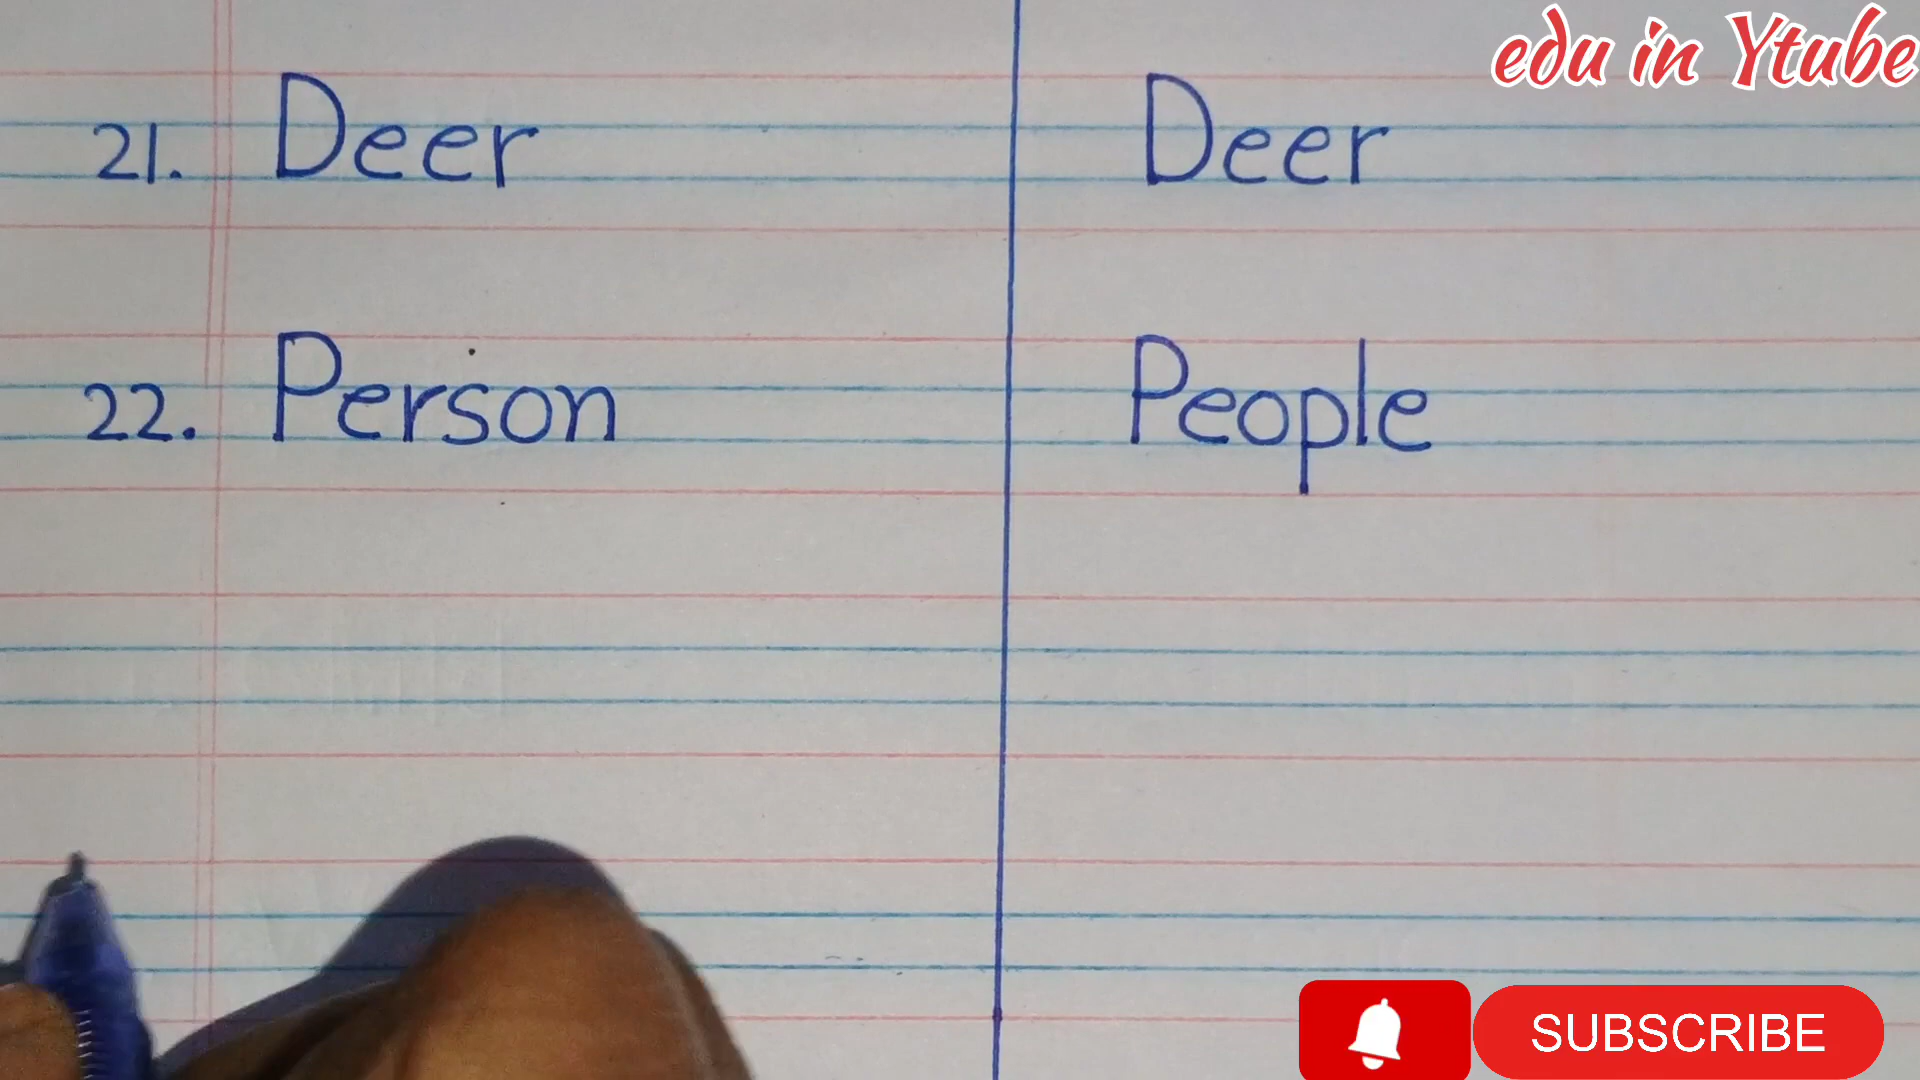 edu in Ytube
21. Deer Deer
22. Person People
SUBSCRIBE